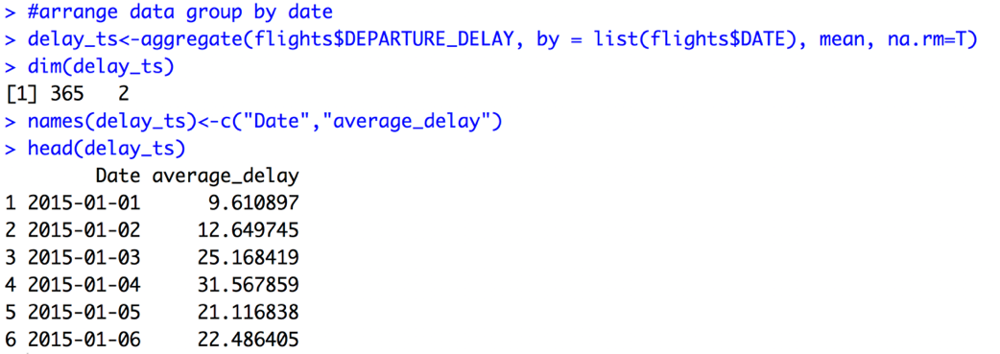 > #arrange data group by date
> delay_ts<-aggregate(flights$DEPARTURE_DELAY, by = list(flights$DATE), mean, na.rm=T)
> dim(delay_ts)
[1] 365   2
> names(delay_ts)<-c("Date","average_delay")
> head(delay_ts)
        Date average_delay
1 2015-01-01      9.610897
2 2015-01-02     12.649745
3 2015-01-03     25.168419
4 2015-01-04     31.567859
5 2015-01-05     21.116838
6 2015-01-06     22.486405